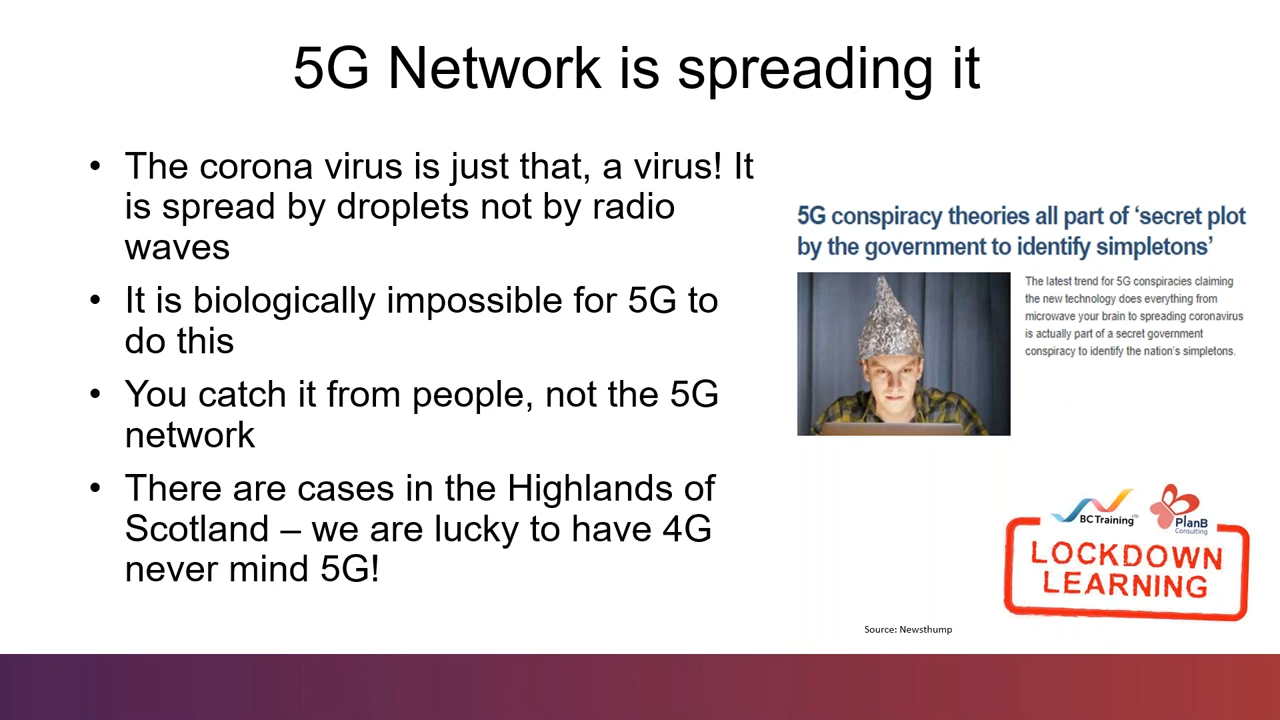 5G Network is spreading it
• The corona virus is just that, a virus! It
is spread by droplets not by radio
waves
• It is biologically impossible for 5G to
do this
• You catch it from people, not the 5G
network
• There are cases in the Highlands of
Scotland – we are lucky to have 4G
never mind 5G!
5G conspiracy theories all part of ‘secret plot
by the government to identify simpletons’
The latest trend for 5G conspiracies claiming
the new technology does everything from
microwave your brain to spreading coronavirus
is actually part of a secret government
conspiracy to identify the nation's simpletons.
BC Training LTD
PlanB
Consulting
LOCKDOWN
LEARNING
Source: Newsthump